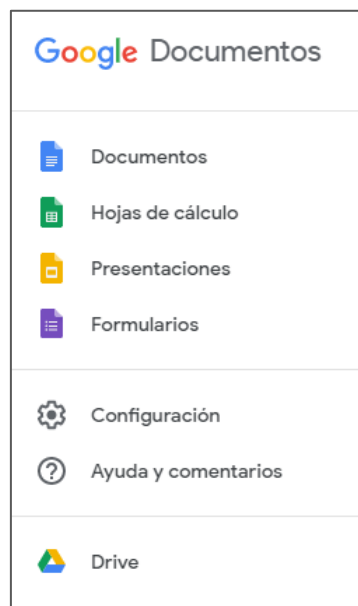 Google Documentos
Documentos
Hojas de cálculo
Presentaciones
Formularios
Configuración
Ayuda y comentarios
Drive